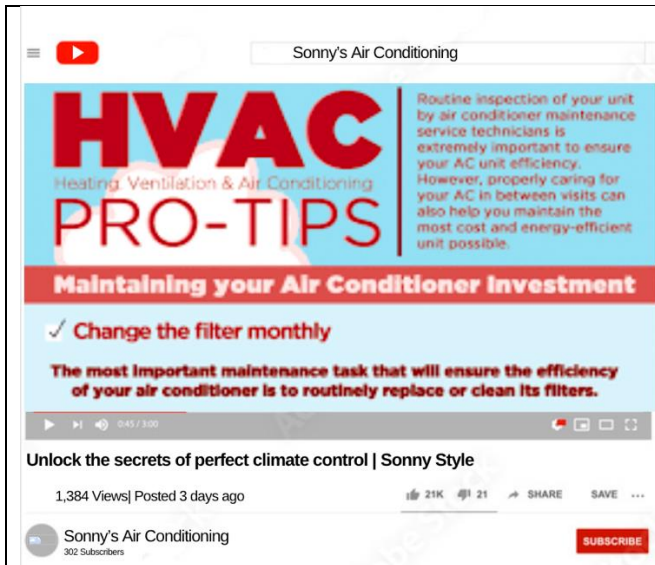 Sonny's Air Conditioning
HVAC
Heating, Ventilation & Air Conditioning
PRO-TIPS
Routine inspection of your unit
by air conditioner maintenance
service technicians is
extremely important to ensure
your AC unit efficiency.
However, properly caring for
your AC in between visits can
also help you maintain the
most cost and energy-efficient
unit possible.
Maintaining your Air Conditioner Investment
✓ Change the filter monthly
The most important maintenance task that will ensure the efficiency
of your air conditioner is to routinely replace or clean its filters.
0:45 / 3:00
Unlock the secrets of perfect climate control | Sonny Style
1,384 Views| Posted 3 days ago
21K 21 SHARE SAVE ...
Sonny's Air Conditioning
302 Subscribers
SUBSCRIBE